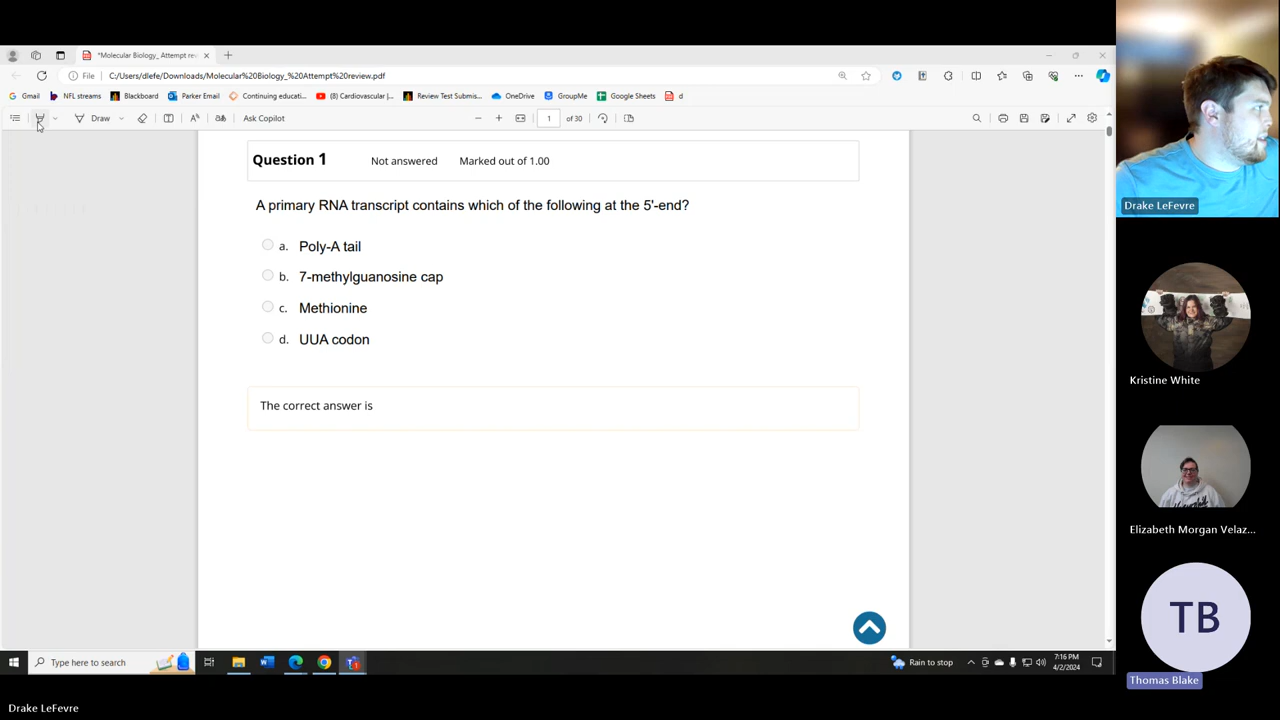 *Molecular Biology_ Attempt rev
File C:/Users/dlefe/Downloads/Molecular%20Biology_%20Attempt%20review.pdf
Gmail NFL streams Blackboard Parker Email Continuing educati... (8) Cardiovascular |... Review Test Submis... OneDrive GroupMe Google Sheets d
Draw aあ Ask Copilot 1 of 30
Question 1 Not answered Marked out of 1.00
A primary RNA transcript contains which of the following at the 5'-end?
a. Poly-A tail
b. 7-methylguanosine cap
c. Methionine
d. UUA codon
The correct answer is
Drake LeFevre
Kristine White
Elizabeth Morgan Velaz...
TB
Thomas Blake
Type here to search Rain to stop 7:16 PM
4/2/2024
Drake LeFevre